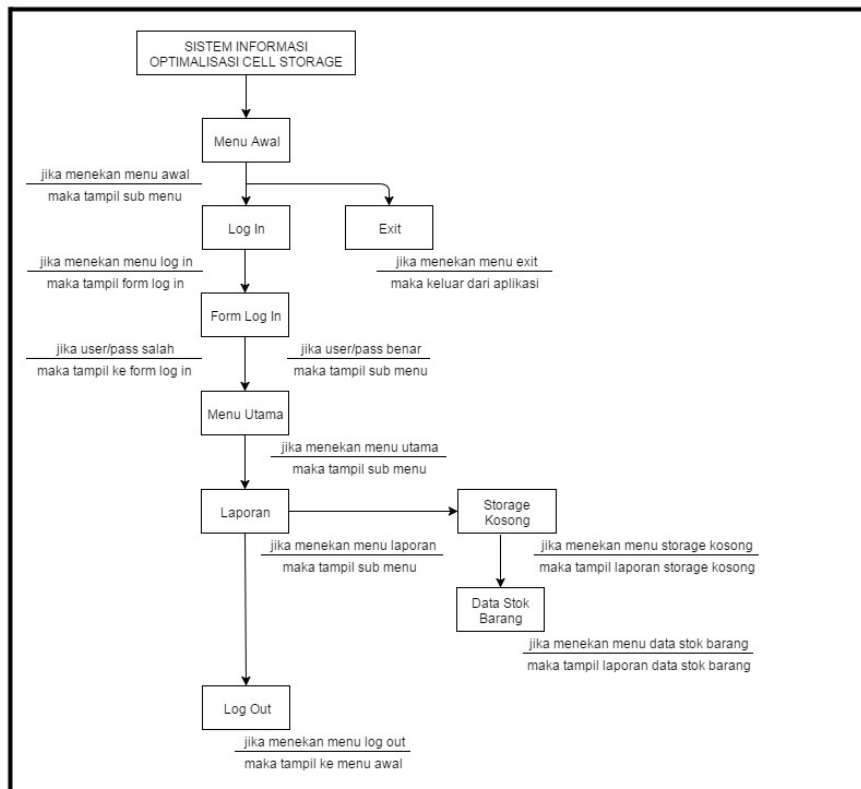 SISTEM INFORMASI
OPTIMALISASI CELL STORAGE
Menu Awal
jika menekan menu awal
maka tampil sub menu
Log In
Exit
jika menekan menu log in
maka tampil form log in
jika menekan menu exit
maka keluar dari aplikasi
Form Log In
jika user/pass salah
maka tampil ke form log in
jika user/pass benar
maka tampil sub menu
Menu Utama
jika menekan menu utama
maka tampil sub menu
Laporan
Storage
Kosong
jika menekan menu laporan
maka tampil sub menu
jika menekan menu storage kosong
maka tampil laporan storage kosong
Data Stok
Barang
jika menekan menu data stok barang
maka tampil laporan data stok barang
Log Out
jika menekan menu log out
maka tampil ke menu awal